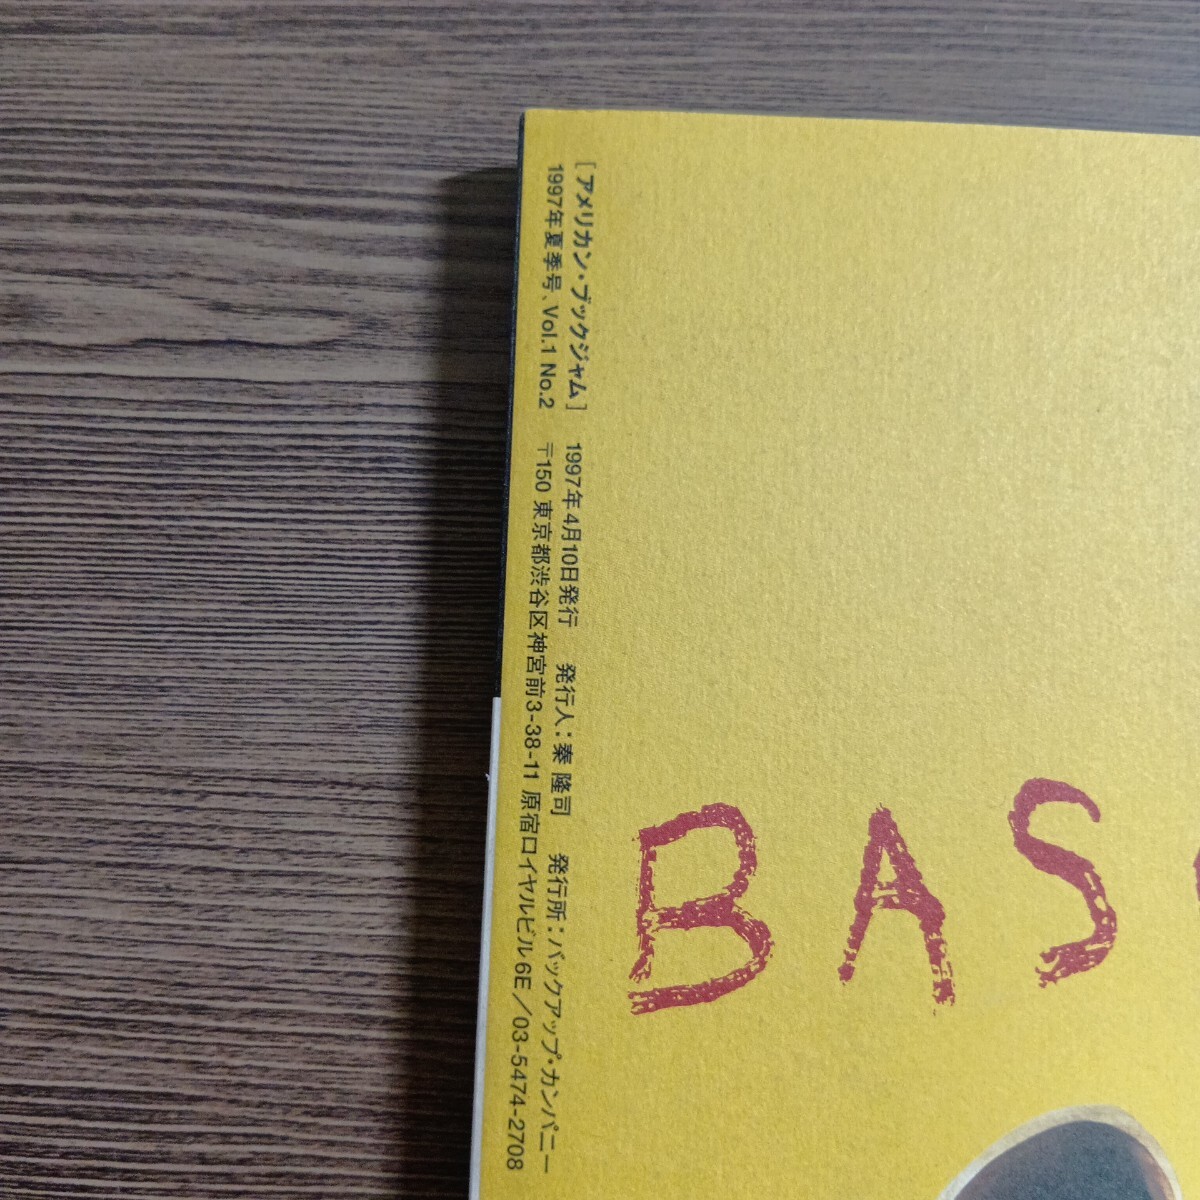 [アメリカン・ブックジャム] 1997年4月10日発行 発行人：秦 隆司 発行所：バックアップ・カンパニー
1997年夏季号、Vol.1 No.2 〒150 東京都渋谷区神宮前3-38-11 原宿ロイヤルビル6E／03-5474-2708
BAS